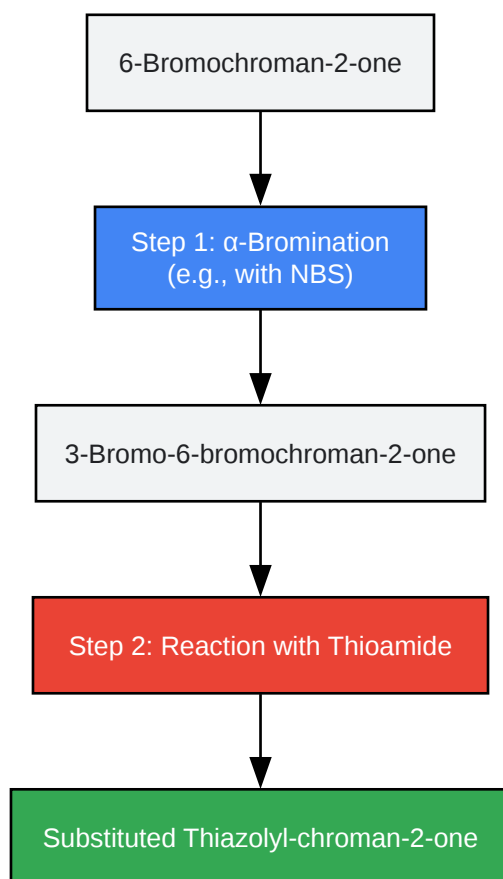 6-Bromochroman-2-one
Step 1: α-Bromination
(e.g., with NBS)
3-Bromo-6-bromochroman-2-one
Step 2: Reaction with Thioamide
Substituted Thiazolyl-chroman-2-one